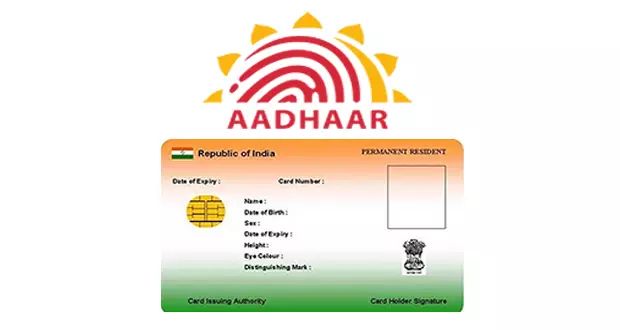 AADHAAR
Republic of India PERMANENT RESIDENT
Date of Expiry : Card Number :
Name :
Date of Birth :
Sex :
Date of Expiry :
Height :
Eye Colour :
Distinguishing Mark :
Card Issuing Authority Card Holder Signature